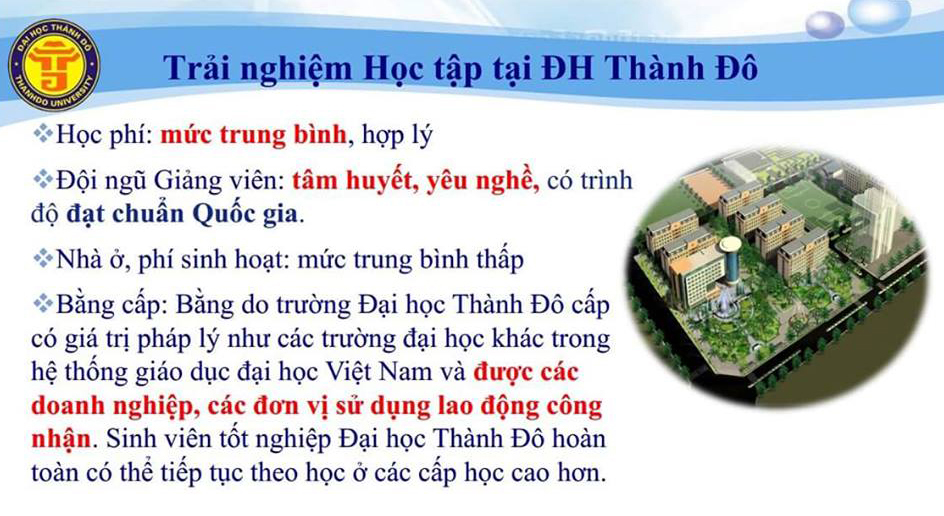 ĐẠI HỌC THÀNH ĐÔ
THANHDO UNIVERSITY
Trải nghiệm Học tập tại ĐH Thành Đô
❖Học phí: mức trung bình, hợp lý
❖Đội ngũ Giảng viên: tâm huyết, yêu nghề, có trình
độ đạt chuẩn Quốc gia.
❖Nhà ở, phí sinh hoạt: mức trung bình thấp
❖Bằng cấp: Bằng do trường Đại học Thành Đô cấp
có giá trị pháp lý như các trường đại học khác trong
hệ thống giáo dục đại học Việt Nam và được các
doanh nghiệp, các đơn vị sử dụng lao động công
nhận. Sinh viên tốt nghiệp Đại học Thành Đô hoàn
toàn có thể tiếp tục theo học ở các cấp học cao hơn.